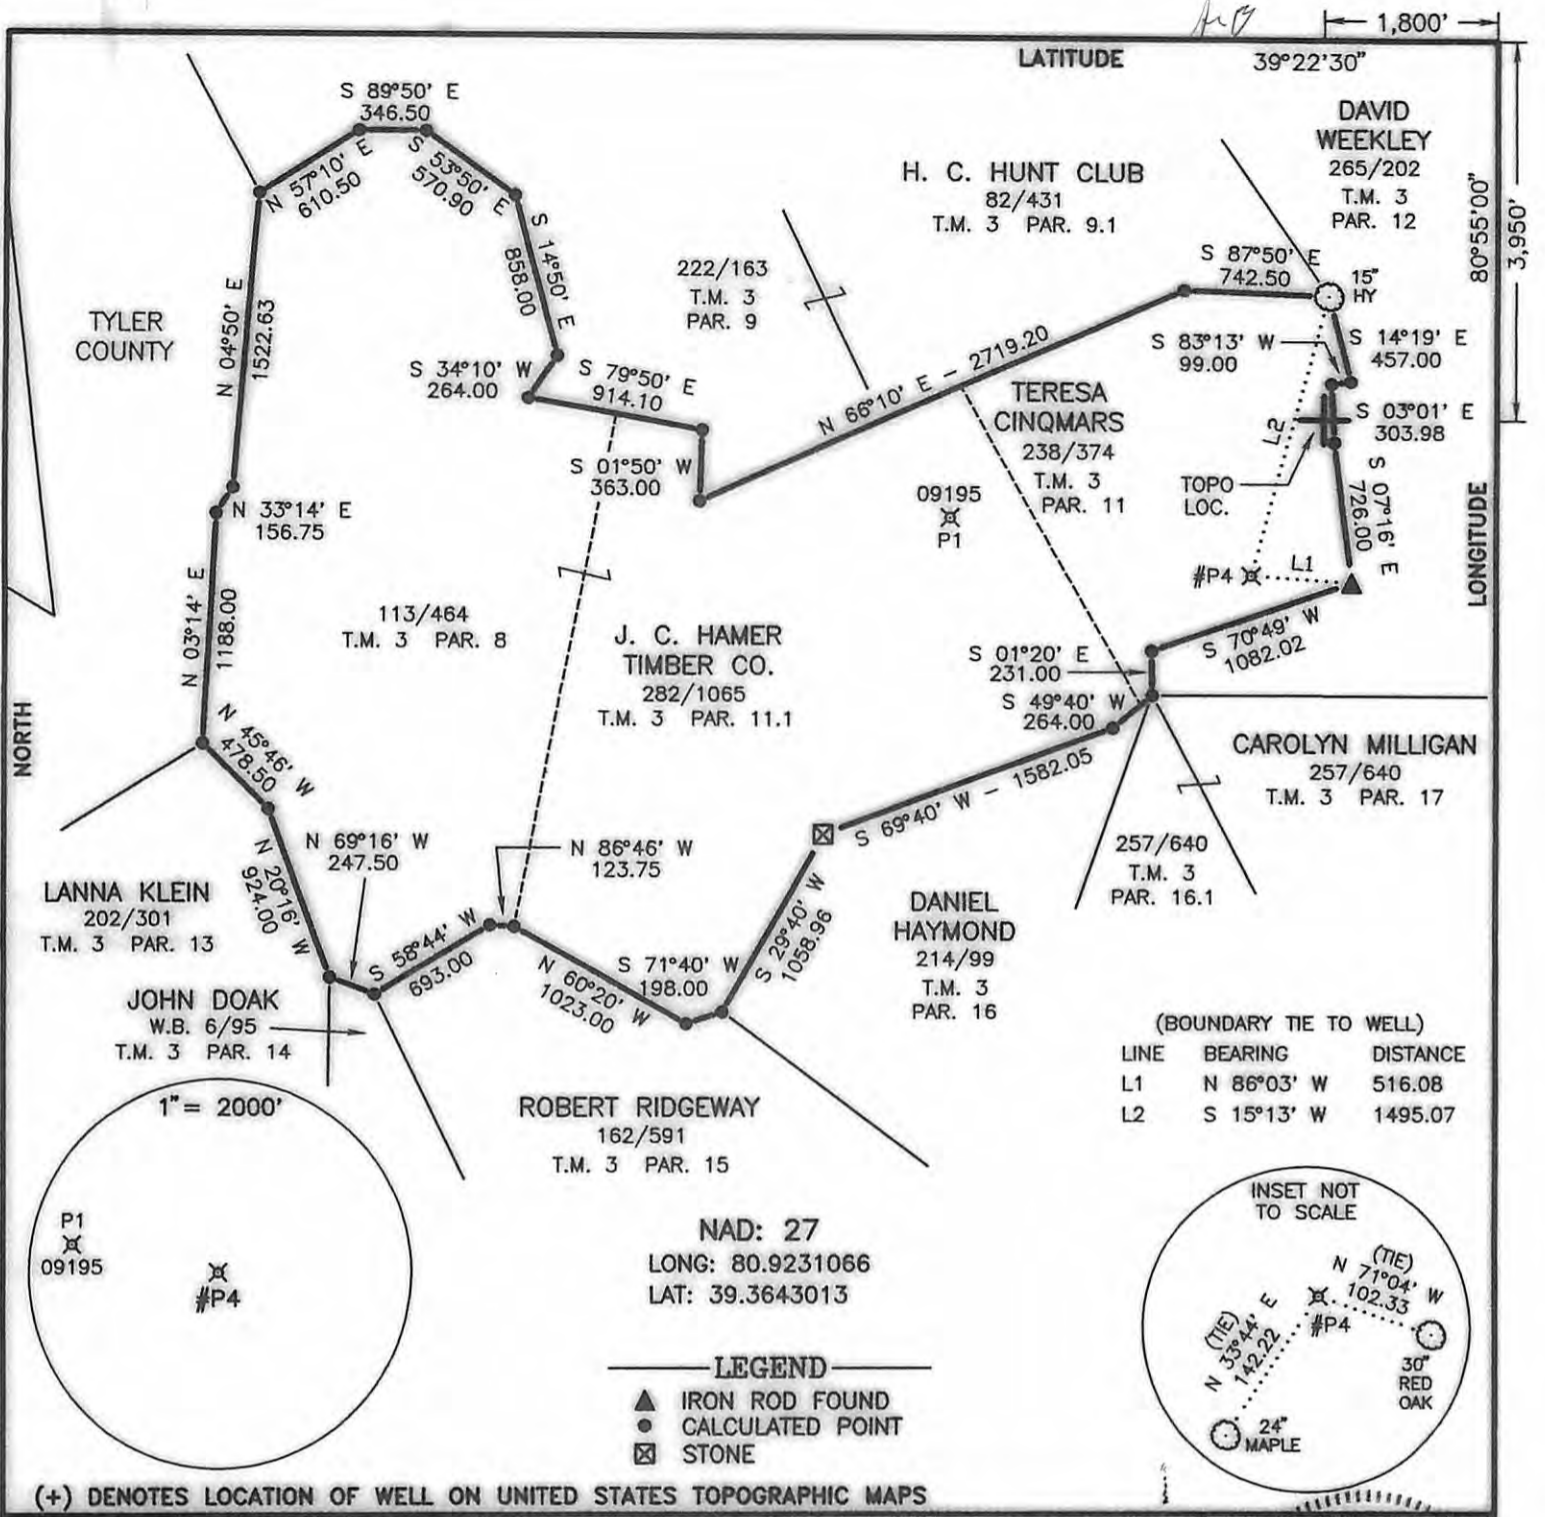 1,800'
LATITUDE
39°22'30"
3,950'
80°55'00"
LONGITUDE
NORTH
S 89°50' E
346.50
N 57°10' E
610.50
S 53°50' E
570.90
S 14°50' E
858.00
N 04°50' E
1522.63
TYLER
COUNTY
S 34°10' W
264.00
S 79°50' E
914.10
S 01°50' W
363.00
222/163
T.M. 3
PAR. 9
H. C. HUNT CLUB
82/431
T.M. 3 PAR. 9.1
DAVID
WEEKLEY
265/202
T.M. 3
PAR. 12
S 87°50' E
742.50
15"
HY
N 66°10' E - 2719.20
S 83°13' W
99.00
S 14°19' E
457.00
S 03°01' E
303.98
L2
TOPO
LOC.
S 07°16' E
726.00
TERESA
CINQMARS
238/374
T.M. 3
PAR. 11
09195
P1
#P4
L1
N 33°14' E
156.75
N 03°14' E
1188.00
113/464
T.M. 3 PAR. 8
J. C. HAMER
TIMBER CO.
282/1065
T.M. 3 PAR. 11.1
S 70°49' W
1082.02
S 01°20' E
231.00
S 49°40' W
264.00
CAROLYN MILLIGAN
257/640
T.M. 3 PAR. 17
N 45°46' W
478.50
S 69°40' W - 1582.05
257/640
T.M. 3
PAR. 16.1
N 69°16' W
247.50
N 86°46' W
123.75
N 20°16' W
924.00
LANNA KLEIN
202/301
T.M. 3 PAR. 13
S 58°44' W
693.00
N 60°20' W
1023.00
S 71°40' W
198.00
S 29°40' W
1058.96
DANIEL
HAYMOND
214/99
T.M. 3
PAR. 16
JOHN DOAK
W.B. 6/95
T.M. 3 PAR. 14
(BOUNDARY TIE TO WELL)
LINE BEARING DISTANCE
L1 N 86°03' W 516.08
L2 S 15°13' W 1495.07
1"= 2000'
P1
09195
#P4
ROBERT RIDGEWAY
162/591
T.M. 3 PAR. 15
NAD: 27
LONG: 80.9231066
LAT: 39.3643013
INSET NOT
TO SCALE
(TIE)
N 71°04' W
102.33
#P4
(TIE)
N 33°44' E
142.22
30"
RED
OAK
24"
MAPLE
LEGEND
IRON ROD FOUND
CALCULATED POINT
STONE
(+) DENOTES LOCATION OF WELL ON UNITED STATES TOPOGRAPHIC MAPS